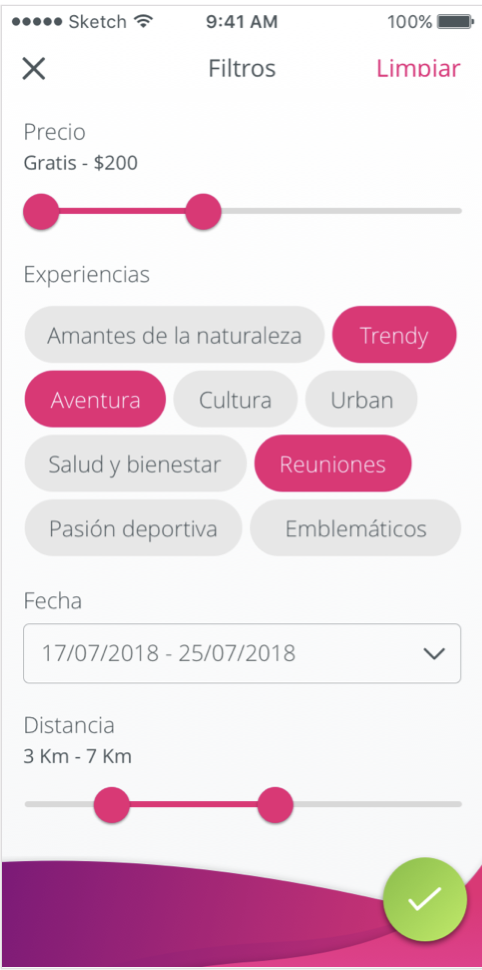 Sketch 9:41 AM 100%
Filtros Limpiar
Precio
Gratis - $200
Experiencias
Amantes de la naturaleza Trendy
Aventura Cultura Urban
Salud y bienestar Reuniones
Pasión deportiva Emblemáticos
Fecha
17/07/2018 - 25/07/2018
Distancia
3 Km - 7 Km